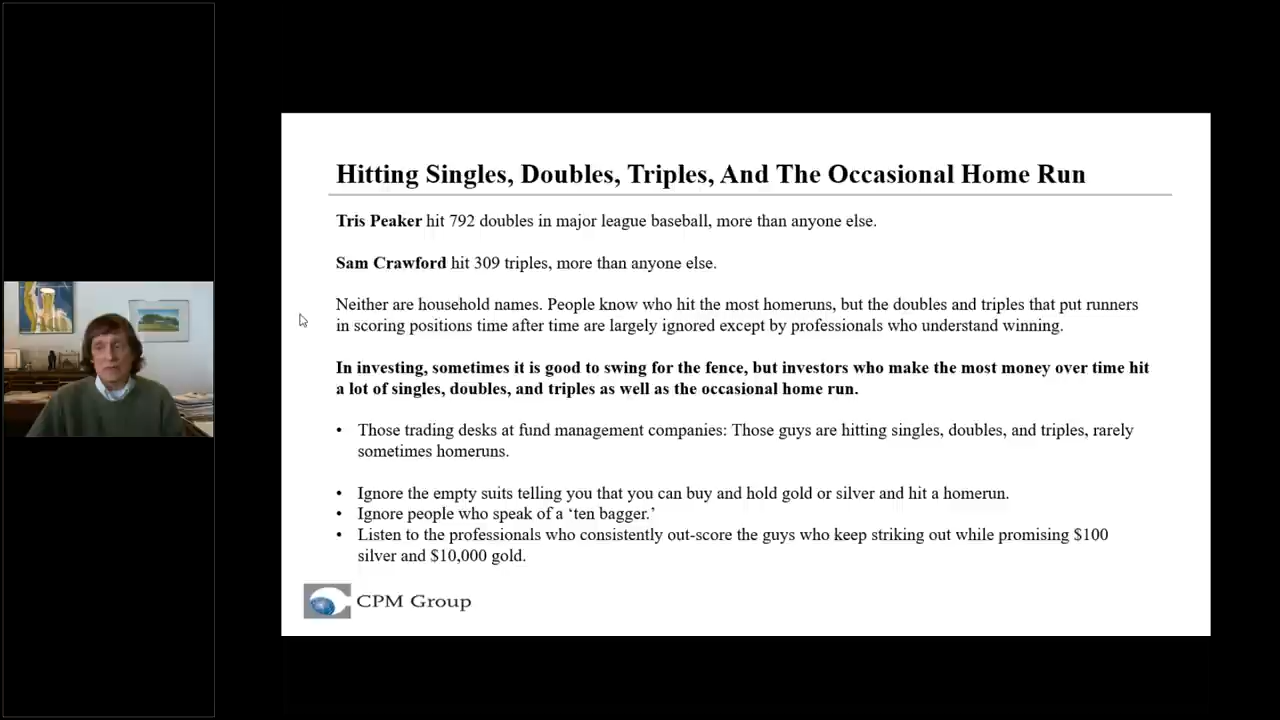 Hitting Singles, Doubles, Triples, And The Occasional Home Run
Tris Peaker hit 792 doubles in major league baseball, more than anyone else.
Sam Crawford hit 309 triples, more than anyone else.
Neither are household names. People know who hit the most homeruns, but the doubles and triples that put runners
in scoring positions time after time are largely ignored except by professionals who understand winning.
In investing, sometimes it is good to swing for the fence, but investors who make the most money over time hit
a lot of singles, doubles, and triples as well as the occasional home run.
• Those trading desks at fund management companies: Those guys are hitting singles, doubles, and triples, rarely
sometimes homeruns.
• Ignore the empty suits telling you that you can buy and hold gold or silver and hit a homerun.
• Ignore people who speak of a ‘ten bagger.’
• Listen to the professionals who consistently out-score the guys who keep striking out while promising $100
silver and $10,000 gold.
CPM Group